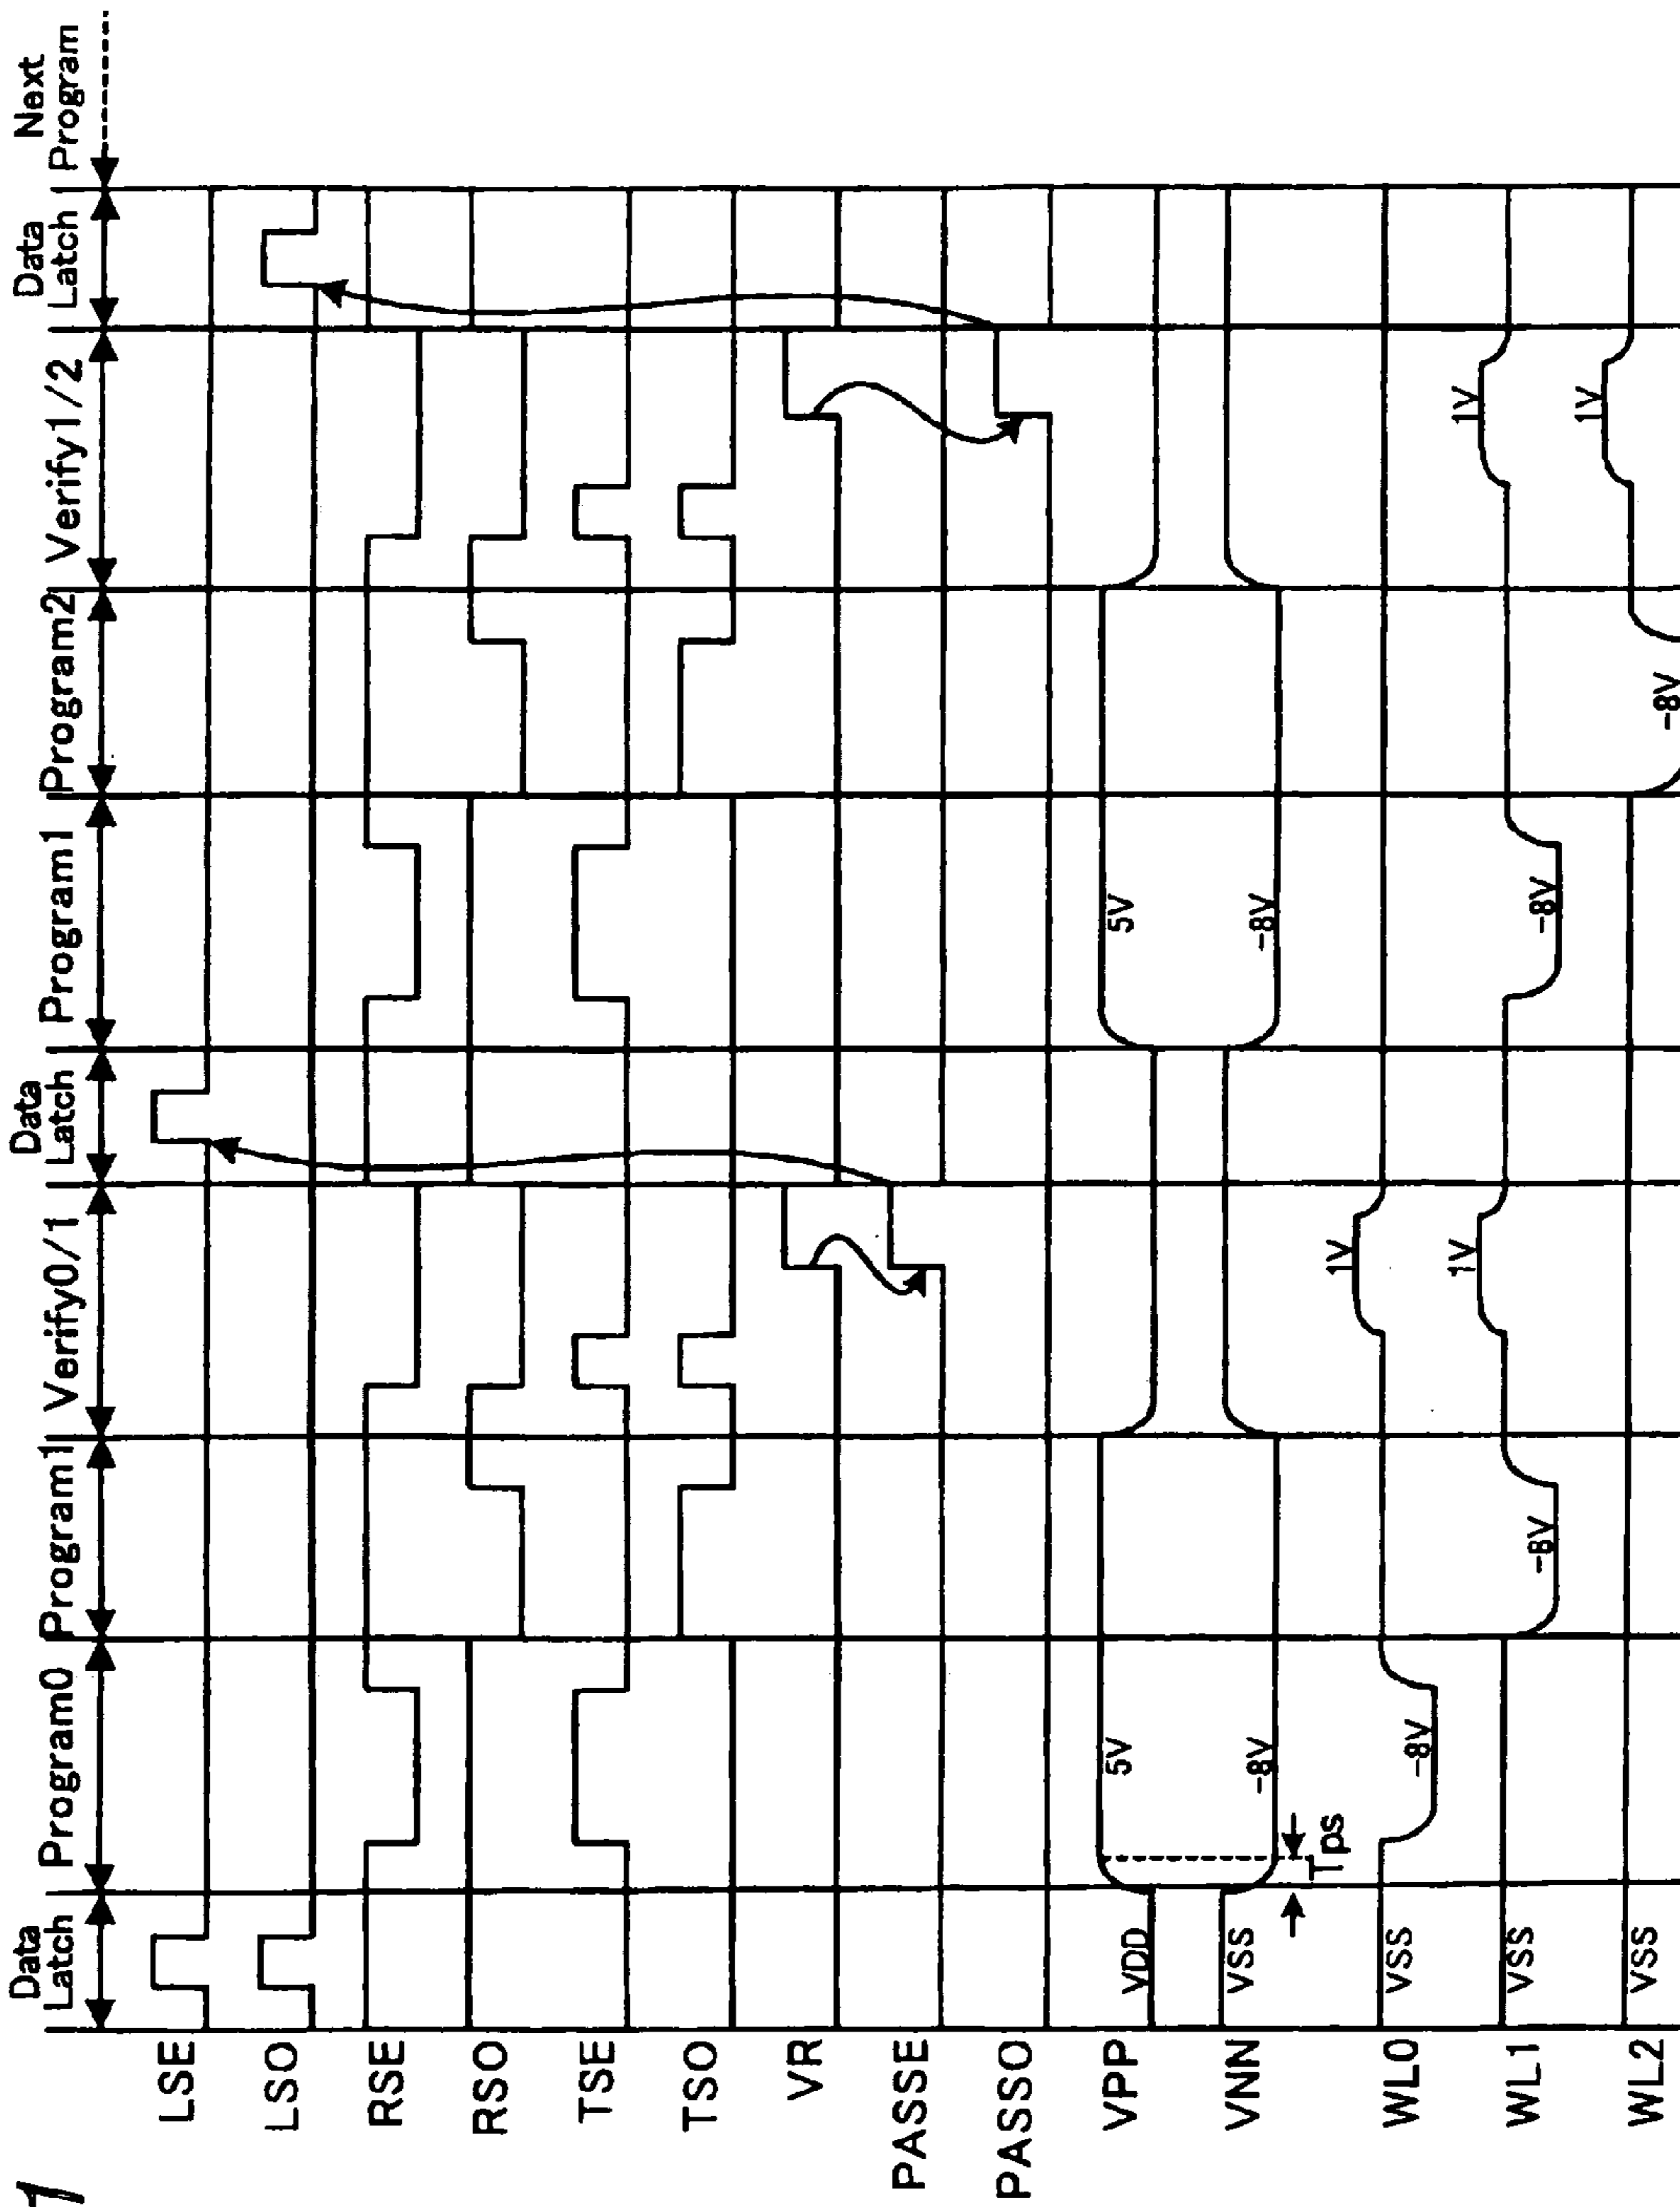 Data
Latch
Program0
Program1
Verify0/1
Data
Latch
Program1
Program2
Verify1/2
Data
Latch
Next
Program
LSE
LSO
RSE
RSO
TSE
TSO
VR
PASSE
PASSO
VPP
VDD
5V
5V
VNN
VSS
-8V
-8V
Tps
WL0
VSS
-8V
1V
WL1
VSS
-8V
1V
-8V
1V
WL2
VSS
-8V
1V